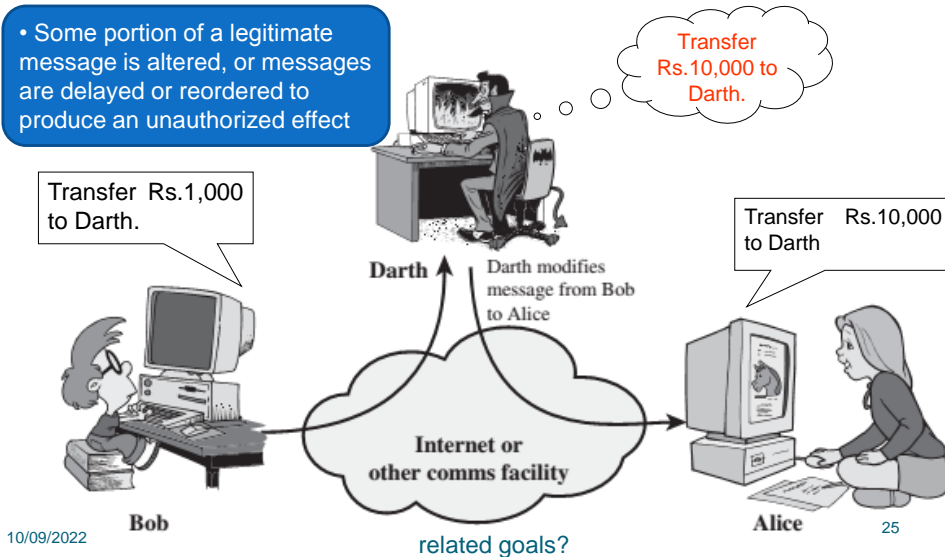 • Some portion of a legitimate
message is altered, or messages
are delayed or reordered to
produce an unauthorized effect
Transfer
Rs.10,000 to
Darth.
Transfer Rs.1,000
to Darth.
Transfer Rs.10,000
to Darth
Darth
Darth modifies
message from Bob
to Alice
Internet or
other comms facility
Bob
Alice
10/09/2022
related goals?
25